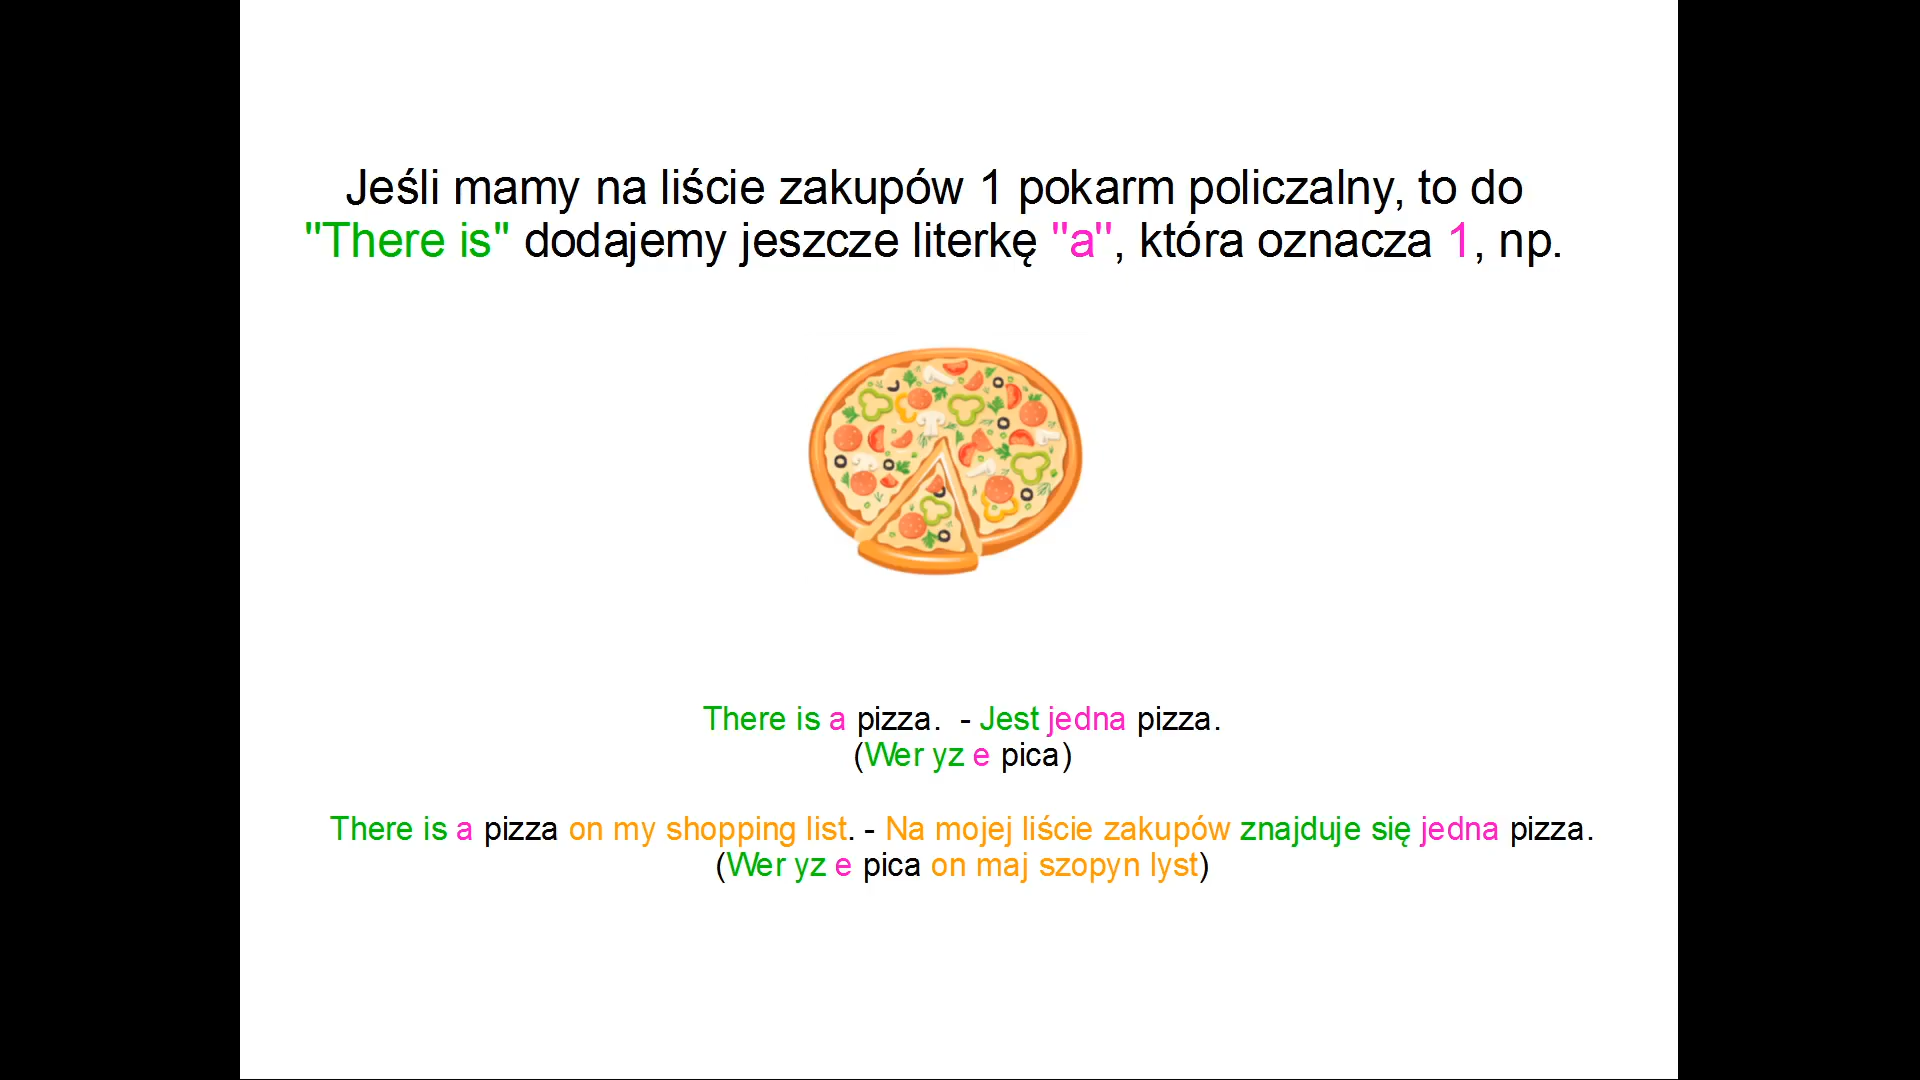 Jeśli mamy na liście zakupów 1 pokarm policzalny, to do
"There is" dodajemy jeszcze literkę "a", która oznacza 1, np.
There is a pizza.  - Jest jedna pizza.
(Wer yz e pica)
There is a pizza on my shopping list. - Na mojej liście zakupów znajduje się jedna pizza.
(Wer yz e pica on maj szopyn lyst)